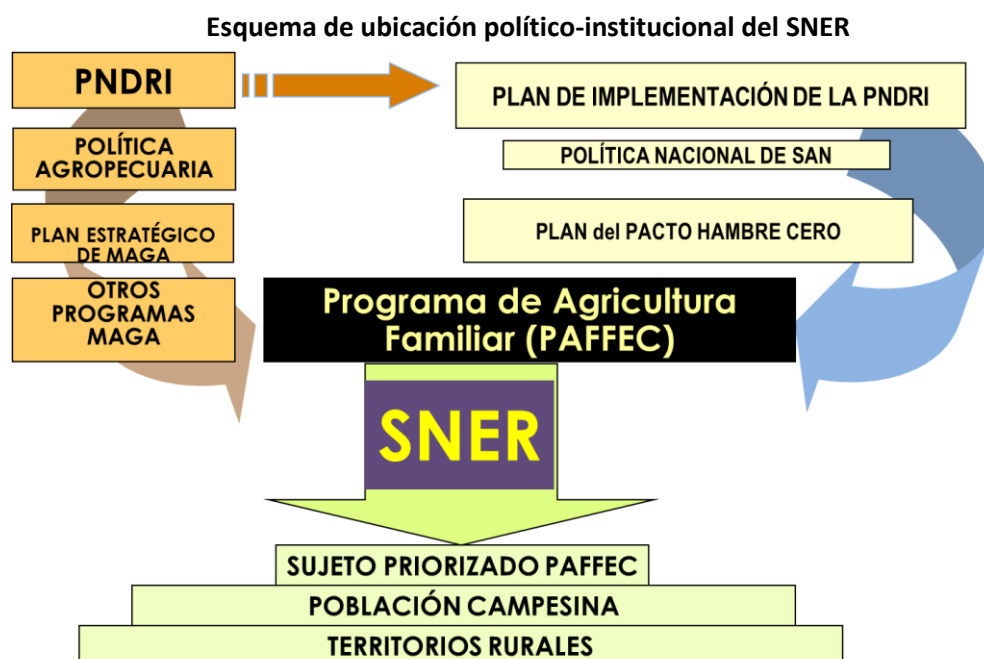 Esquema de ubicación político-institucional del SNER
PNDRI
PLAN DE IMPLEMENTACIÓN DE LA PNDRI
POLÍTICA
AGROPECUARIA
POLÍTICA NACIONAL DE SAN
PLAN ESTRATÉGICO
DE MAGA
PLAN del PACTO HAMBRE CERO
OTROS
PROGRAMAS
MAGA
Programa de Agricultura
Familiar (PAFFEC)
SNER
SUJETO PRIORIZADO PAFFEC
POBLACIÓN CAMPESINA
TERRITORIOS RURALES